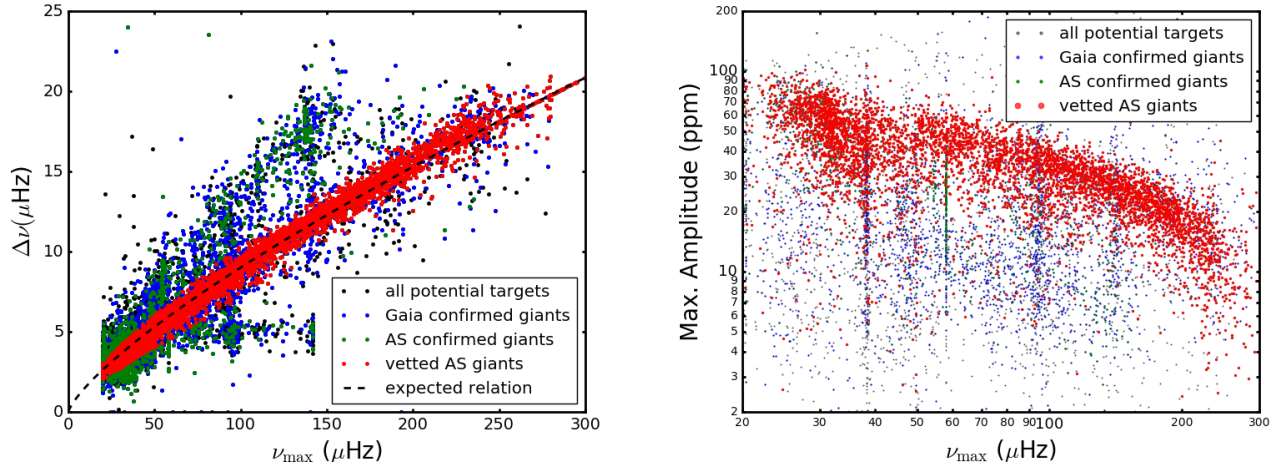 25
20
15
10
5
0
Δν(μHz)
all potential targets
Gaia confirmed giants
AS confirmed giants
vetted AS giants
expected relation
0 50 100 150 200 250 300
ν_max (μHz)
200
100
90
80
70
60
50
40
30
20
10
9
8
7
6
5
4
3
2
Max. Amplitude (ppm)
all potential targets
Gaia confirmed giants
AS confirmed giants
vetted AS giants
20 30 40 50 60 70 80 90 100 200 300
ν_max (μHz)